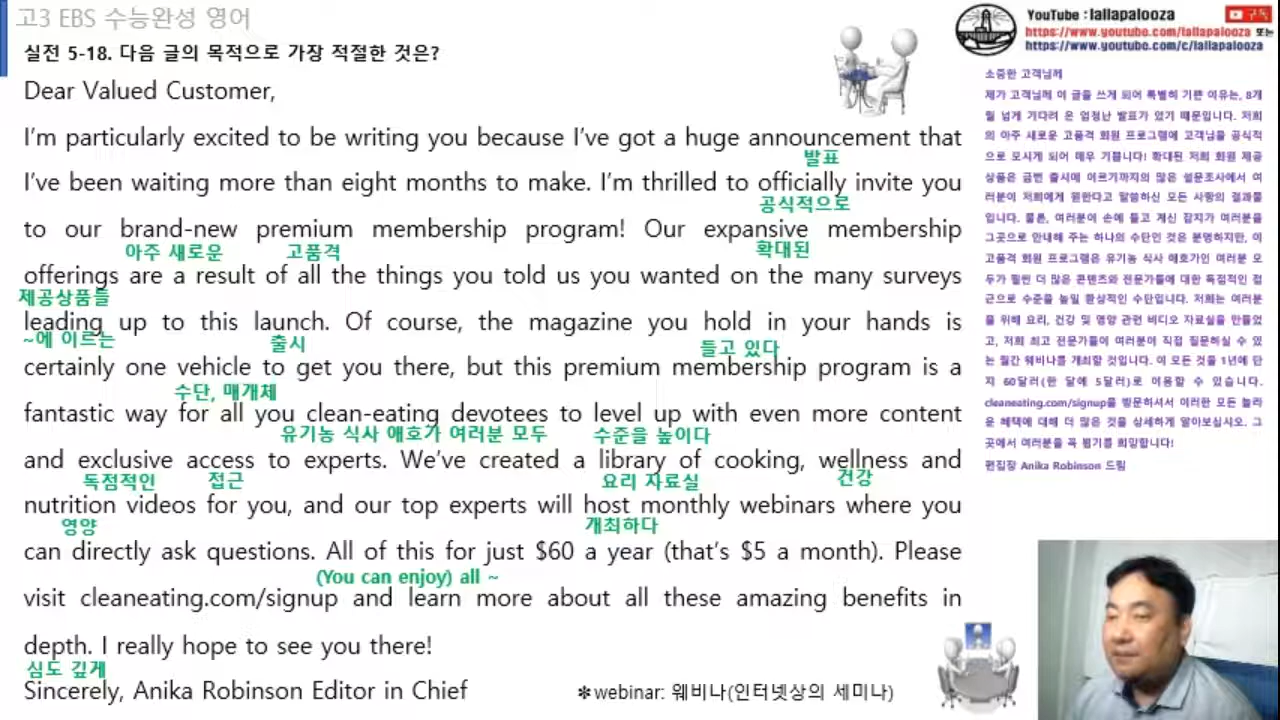 고3 EBS 수능완성 영어
실전 5-18. 다음 글의 목적으로 가장 적절한 것은?
Dear Valued Customer,
I’m particularly excited to be writing you because I’ve got a huge announcement that
발표
I’ve been waiting more than eight months to make. I’m thrilled to officially invite you
공식적으로
to our brand-new premium membership program! Our expansive membership
아주 새로운 고품격 확대된
offerings are a result of all the things you told us you wanted on the many surveys
제공상품들
leading up to this launch. Of course, the magazine you hold in your hands is
~에 이르는 출시 들고 있다
certainly one vehicle to get you there, but this premium membership program is a
수단, 매개체
fantastic way for all you clean-eating devotees to level up with even more content
유기농 식사 애호가 여러분 모두 수준을 높이다
and exclusive access to experts. We’ve created a library of cooking, wellness and
독점적인 접근 요리 자료실 건강
nutrition videos for you, and our top experts will host monthly webinars where you
영양 개최하다
can directly ask questions. All of this for just $60 a year (that’s $5 a month). Please
(You can enjoy) all ~
visit cleaneating.com/signup and learn more about all these amazing benefits in
depth. I really hope to see you there!
심도 깊게
Sincerely, Anika Robinson Editor in Chief
✻webinar: 웨비나(인터넷상의 세미나)
YouTube : lallapalooza
구독
https://www.youtube.com/lallapalooza 또는
https://www.youtube.com/c/lallapalooza
소중한 고객님께
제가 고객님께 이 글을 쓰게 되어 특별히 기쁜 이유는, 8개
월 넘게 기다려 온 엄청난 발표가 있기 때문입니다. 저희
의 아주 새로운 고품격 회원 프로그램에 고객님을 공식적
으로 모시게 되어 매우 기쁩니다! 확대된 저희 회원 제공
상품은 금번 출시에 이르기까지의 많은 설문조사에서 여
러분이 저희에게 원한다고 말씀하신 모든 사항의 결과물
입니다. 물론, 여러분이 손에 들고 계신 잡지가 여러분을
그곳으로 안내해 주는 하나의 수단인 것은 분명하지만, 이
고품격 회원 프로그램은 유기농 식사 애호가인 여러분 모
두가 훨씬 더 많은 콘텐츠와 전문가들에 대한 독점적인 접
근으로 수준을 높일 환상적인 수단입니다. 저희는 여러분
을 위해 요리, 건강 및 영양 관련 비디오 자료실을 만들었
고, 저희 최고 전문가들이 여러분이 직접 질문하실 수 있
는 월간 웨비나를 개최할 것입니다. 이 모든 것을 1년에 단
지 60달러(한 달에 5달러)로 이용할 수 있습니다.
cleaneating.com/signup를 방문하셔서 이러한 모든 놀라
운 혜택에 대해 더 많은 것을 상세하게 알아보십시오. 그
곳에서 여러분을 꼭 뵙기를 희망합니다!
편집장 Anika Robinson 드림